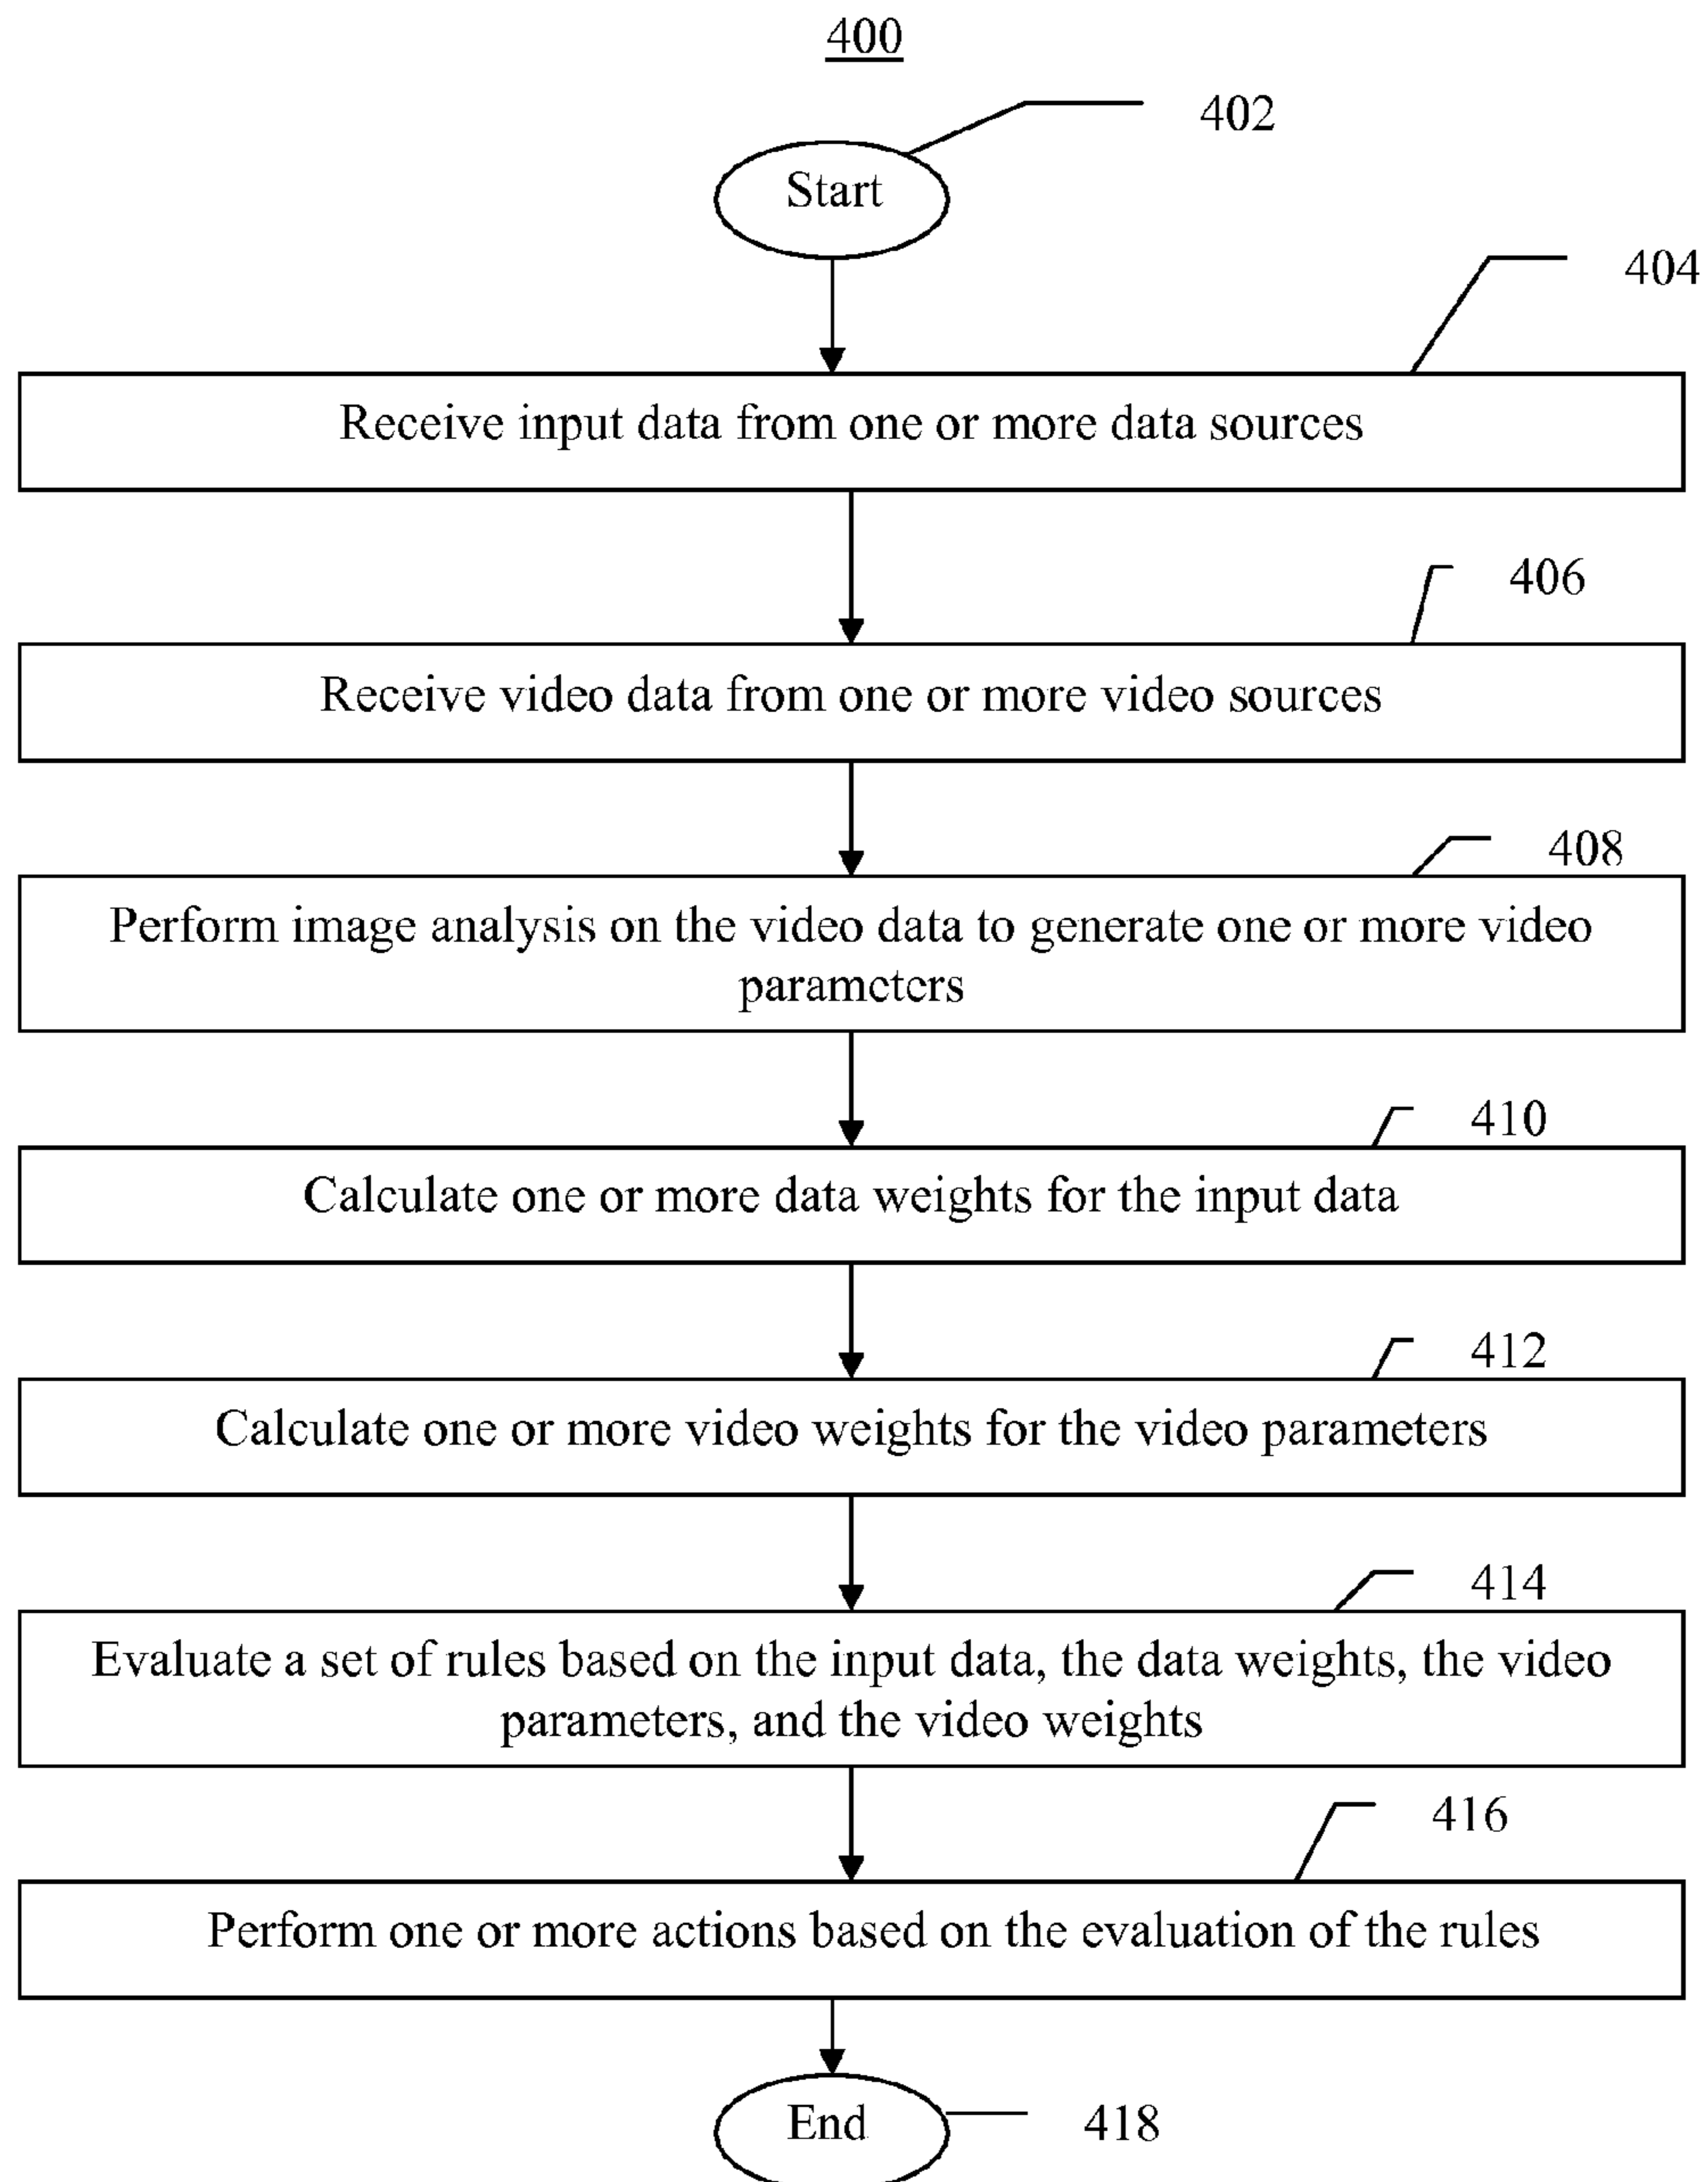 400
402
Start
404
Receive input data from one or more data sources
406
Receive video data from one or more video sources
408
Perform image analysis on the video data to generate one or more video
parameters
410
Calculate one or more data weights for the input data
412
Calculate one or more video weights for the video parameters
414
Evaluate a set of rules based on the input data, the data weights, the video
parameters, and the video weights
416
Perform one or more actions based on the evaluation of the rules
End
418